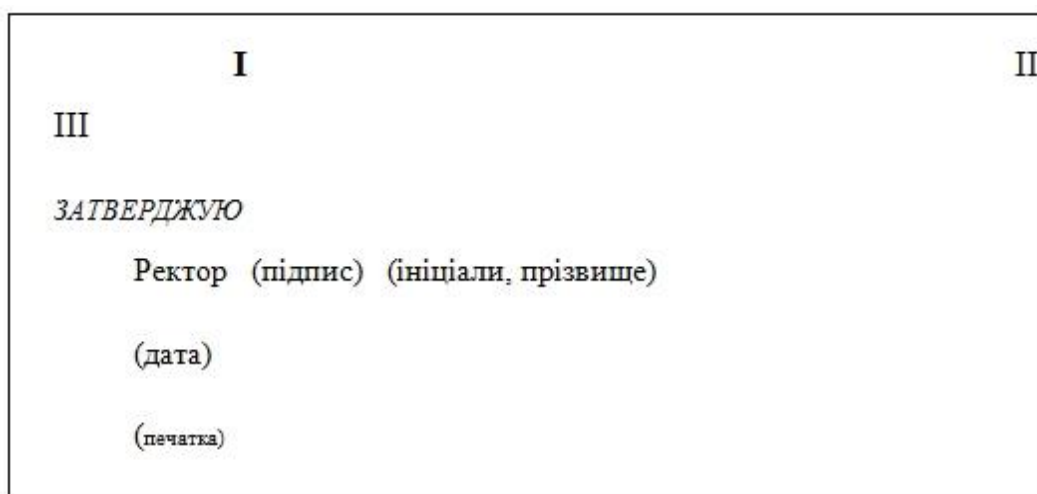 I II
III
ЗАТВЕРДЖУЮ
Ректор (підпис) (ініціали, прізвище)
(дата)
(печатка)